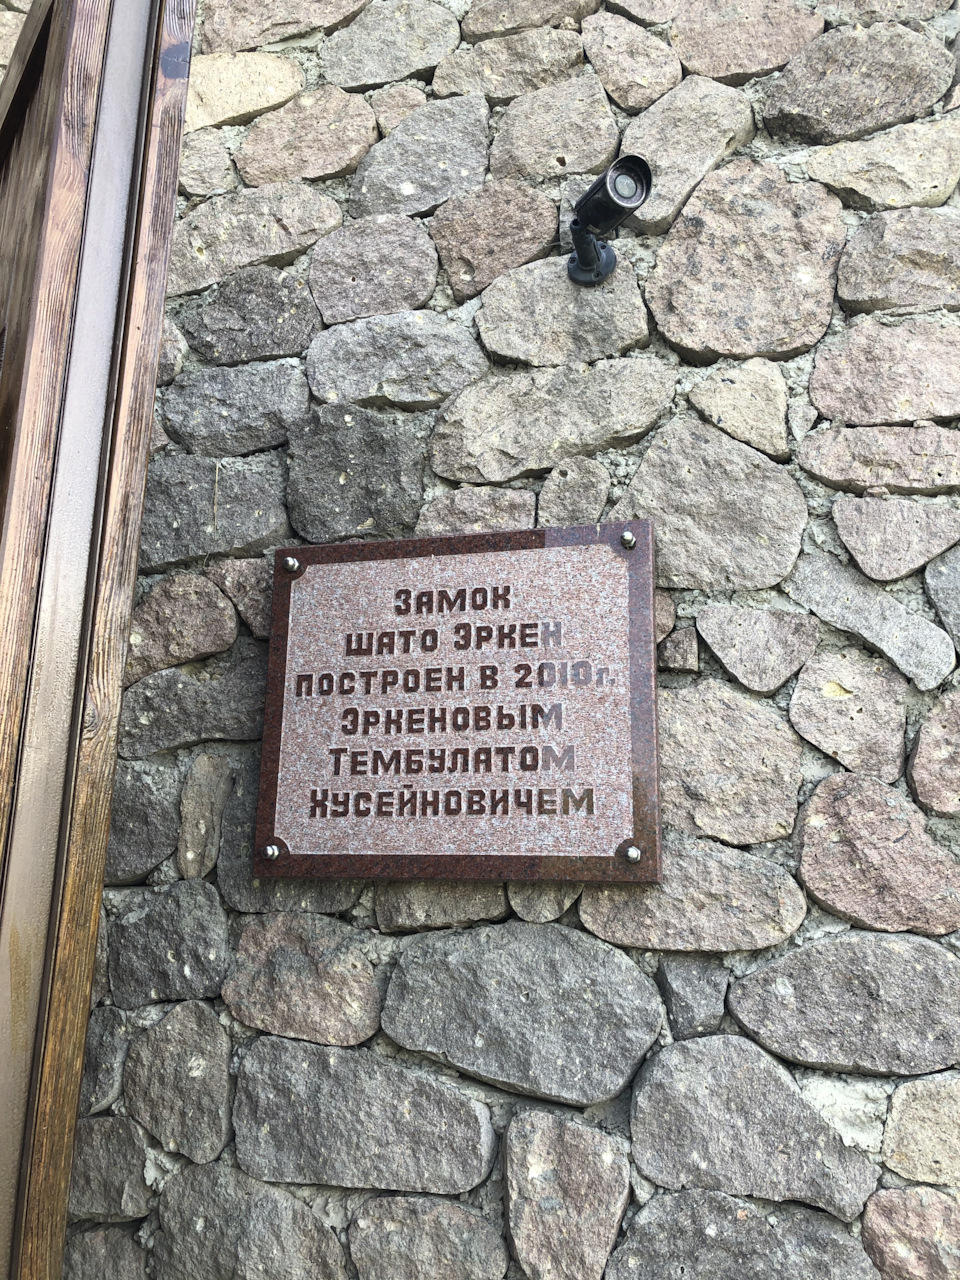 Замок
шато Эркен
построен в 2010г.
Эркеновым
Тембулатом
Хусейновичем